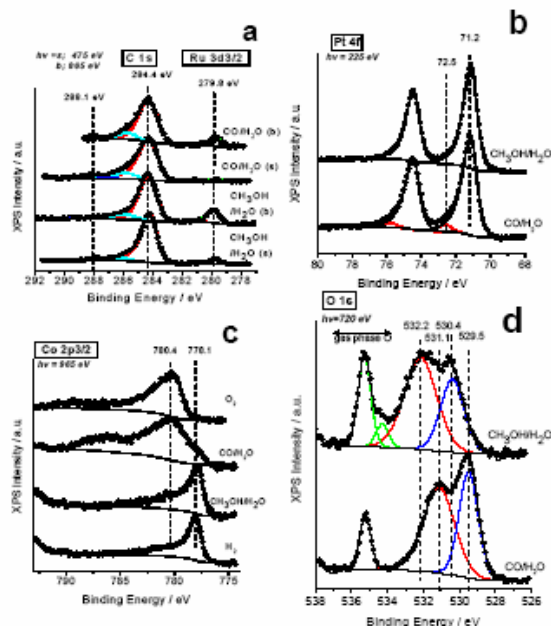 a
hν =s; 475 eV
b; 865 eV
C 1s
Ru 3d3/2
284.4 eV
279.8 eV
288.1 eV
CO/H2O (b)
CO/H2O (s)
CH3OH
/H2O (b)
CH3OH
/H2O (s)
XPS Intensity / a.u.
292 290 288 286 284 282 280 278 276
Binding Energy / eV
b
Pt 4f
hν = 225 eV
71.2
72.5
CH3OH/H2O
CO/H2O
XPS Intensity / a.u.
80 78 76 74 72 70 68
Binding Energy / eV
c
Co 2p3/2
hν = 965 eV
780.4
778.1
O2
CO/H2O
CH3OH/H2O
H2
XPS Intensity / a.u.
790 785 780 775
Binding Energy / eV
d
O 1s
hν=720 eV
gas phase O
532.2
531.1
530.4
529.5
CH3OH/H2O
CO/H2O
XPS Intensity / a.u.
538 536 534 532 530 528 526
Binding Energy / eV